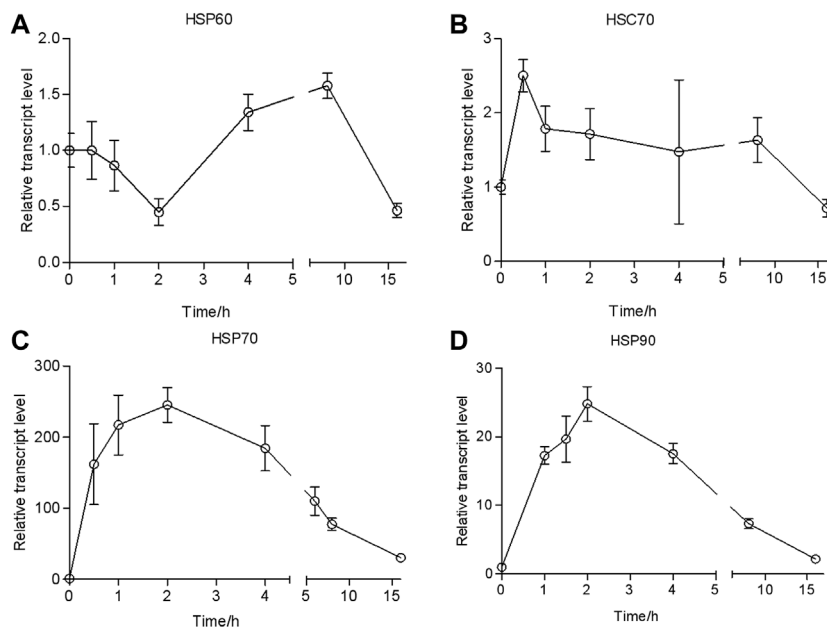 A
HSP60
Relative transcript level
2.0
1.5
1.0
0.5
0.0
0 1 2 3 4 5 10 15
Time/h
B
HSC70
Relative transcript level
3
2
1
0
0 1 2 3 4 5 10 15
Time/h
C
HSP70
Relative transcript level
300
200
100
0
0 1 2 3 4 5 10 15
Time/h
D
HSP90
Relative transcript level
30
20
10
0
0 1 2 3 4 5 10 15
Time/h